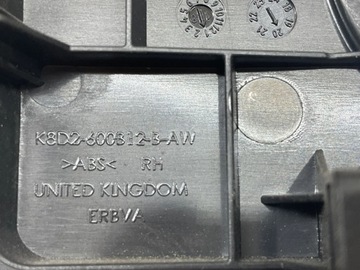 K8D2-600312-B-AW
>ABS< RH
UNITED KINGDOM
ERBVA